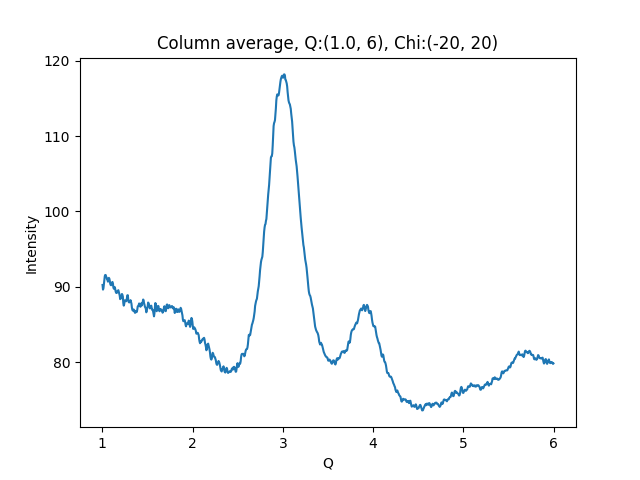 Column average, Q:(1.0, 6), Chi:(-20, 20)
120
110
100
90
80
Intensity
1 2 3 4 5 6
Q